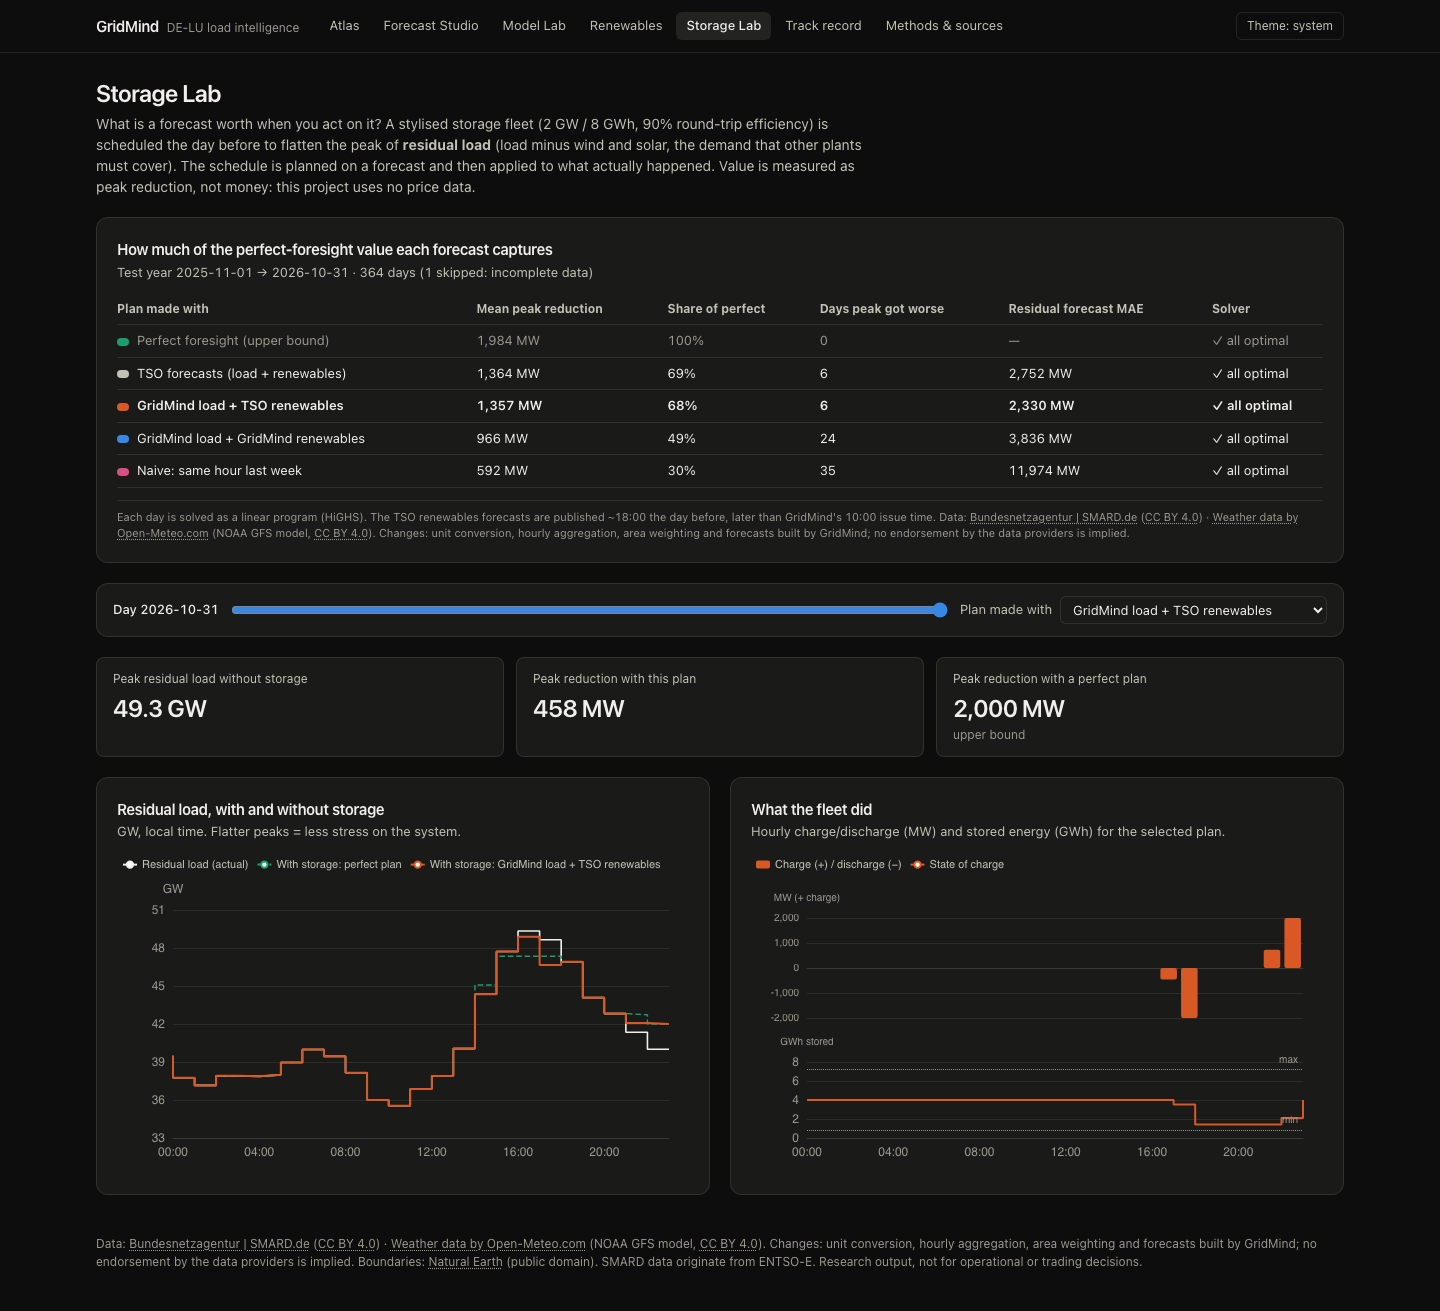 GridMind DE-LU load intelligence Atlas Forecast Studio Model Lab Renewables Storage Lab Track record Methods & sources Theme: system
Storage Lab
What is a forecast worth when you act on it? A stylised storage fleet (2 GW / 8 GWh, 90% round-trip efficiency) is
scheduled the day before to flatten the peak of residual load (load minus wind and solar, the demand that other plants
must cover). The schedule is planned on a forecast and then applied to what actually happened. Value is measured as
peak reduction, not money: this project uses no price data.
How much of the perfect-foresight value each forecast captures
Test year 2025-11-01 → 2026-10-31 · 364 days (1 skipped: incomplete data)
Plan made with Mean peak reduction Share of perfect Days peak got worse Residual forecast MAE Solver
Perfect foresight (upper bound) 1,984 MW 100% 0 — ✓ all optimal
TSO forecasts (load + renewables) 1,364 MW 69% 6 2,752 MW ✓ all optimal
GridMind load + TSO renewables 1,357 MW 68% 6 2,330 MW ✓ all optimal
GridMind load + GridMind renewables 966 MW 49% 24 3,836 MW ✓ all optimal
Naive: same hour last week 592 MW 30% 35 11,974 MW ✓ all optimal
Each day is solved as a linear program (HiGHS). The TSO renewables forecasts are published ~18:00 the day before, later than GridMind's 10:00 issue time. Data: Bundesnetzagentur | SMARD.de (CC BY 4.0) · Weather data by
Open-Meteo.com (NOAA GFS model, CC BY 4.0). Changes: unit conversion, hourly aggregation, area weighting and forecasts built by GridMind; no endorsement by the data providers is implied.
Day 2026-10-31 Plan made with GridMind load + TSO renewables
Peak residual load without storage
49.3 GW
Peak reduction with this plan
458 MW
Peak reduction with a perfect plan
2,000 MW
upper bound
Residual load, with and without storage
GW, local time. Flatter peaks = less stress on the system.
Residual load (actual) With storage: perfect plan With storage: GridMind load + TSO renewables
GW
51
48
45
42
39
36
33
00:00 04:00 08:00 12:00 16:00 20:00
What the fleet did
Hourly charge/discharge (MW) and stored energy (GWh) for the selected plan.
Charge (+) / discharge (−) State of charge
MW (+ charge)
2,000
1,000
0
-1,000
-2,000
GWh stored
8 max
6
4
2 min
0
00:00 04:00 08:00 12:00 16:00 20:00
Data: Bundesnetzagentur | SMARD.de (CC BY 4.0) · Weather data by Open-Meteo.com (NOAA GFS model, CC BY 4.0). Changes: unit conversion, hourly aggregation, area weighting and forecasts built by GridMind; no
endorsement by the data providers is implied. Boundaries: Natural Earth (public domain). SMARD data originate from ENTSO-E. Research output, not for operational or trading decisions.